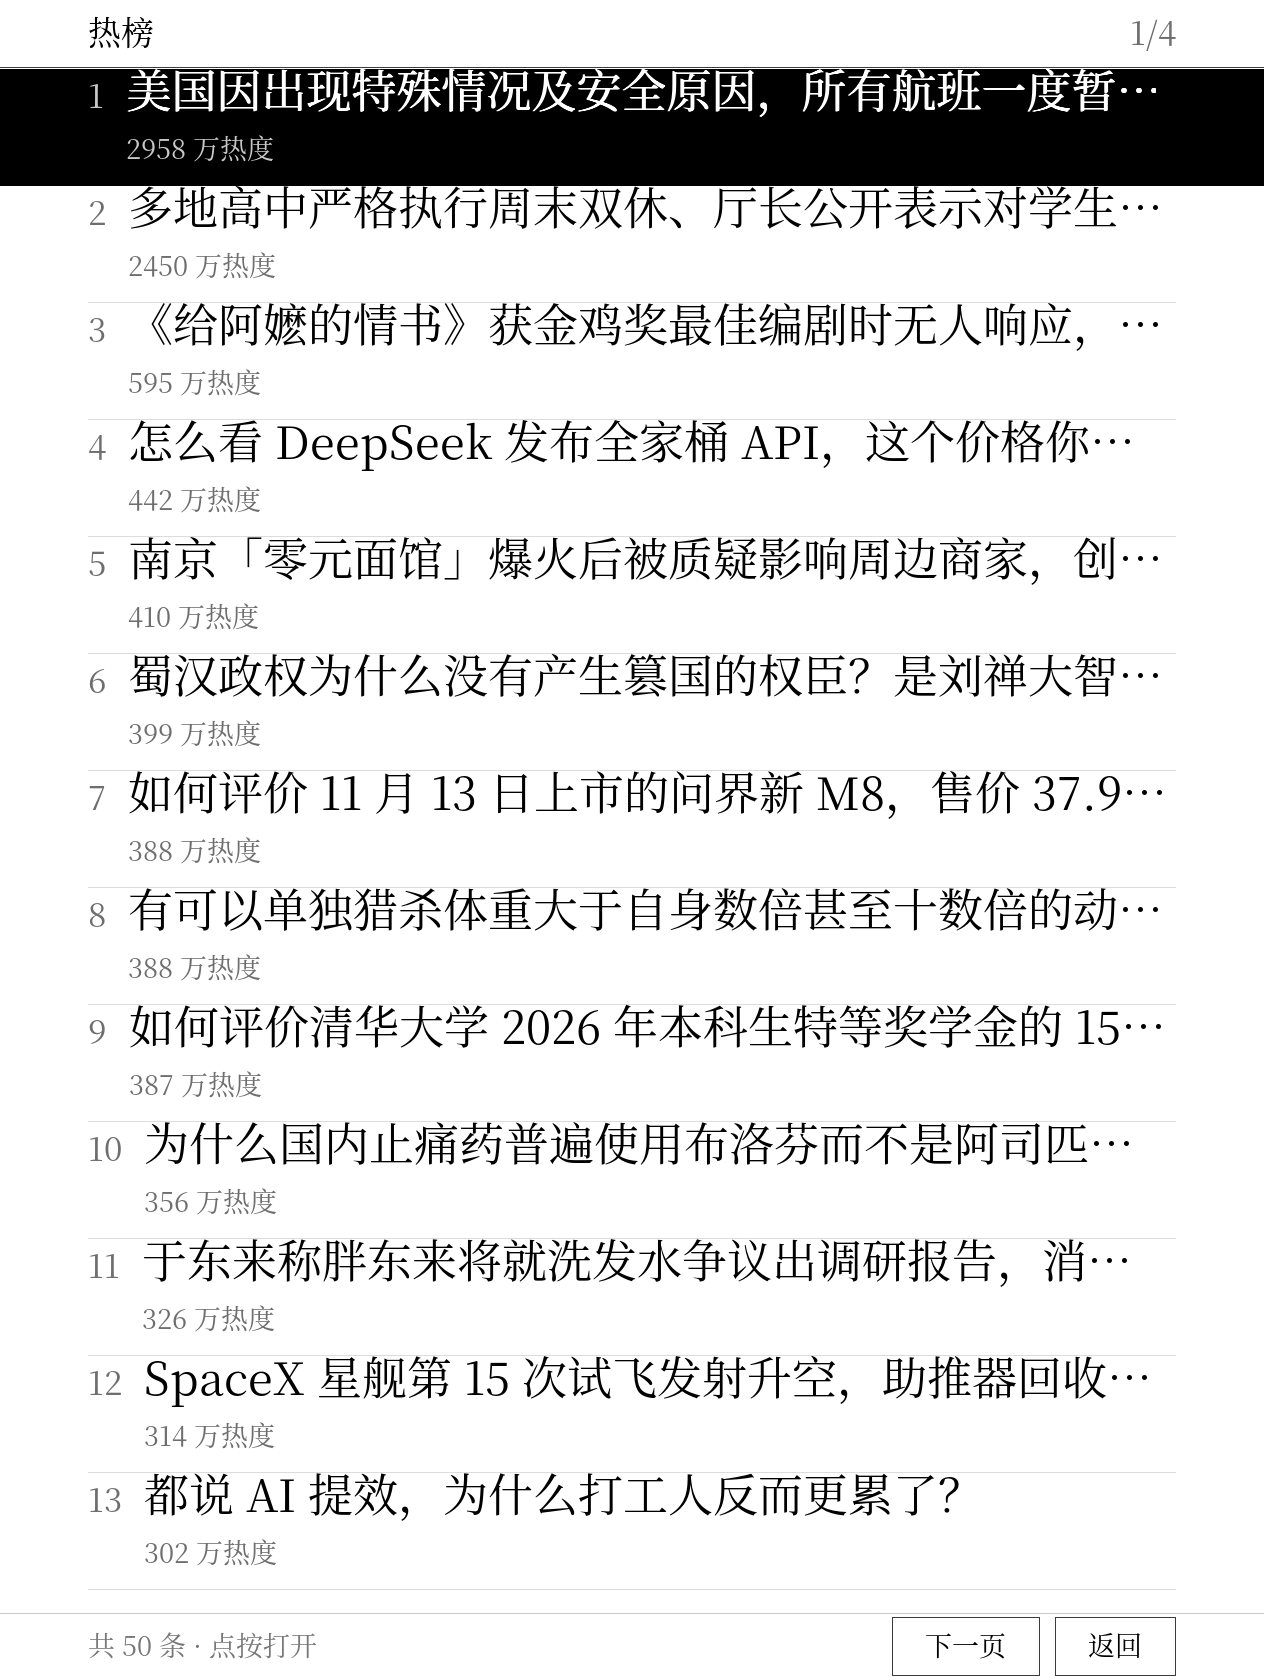 热榜
1/4
1 美国因出现特殊情况及安全原因，所有航班一度暂…
2958 万热度
2 多地高中严格执行周末双休、厅长公开表示对学生…
2450 万热度
3 《给阿嬷的情书》获金鸡奖最佳编剧时无人响应，…
595 万热度
4 怎么看 DeepSeek 发布全家桶 API，这个价格你…
442 万热度
5 南京「零元面馆」爆火后被质疑影响周边商家，创…
410 万热度
6 蜀汉政权为什么没有产生篡国的权臣？是刘禅大智…
399 万热度
7 如何评价 11 月 13 日上市的问界新 M8，售价 37.9…
388 万热度
8 有可以单独猎杀体重大于自身数倍甚至十数倍的动…
388 万热度
9 如何评价清华大学 2026 年本科生特等奖学金的 15…
387 万热度
10 为什么国内止痛药普遍使用布洛芬而不是阿司匹…
356 万热度
11 于东来称胖东来将就洗发水争议出调研报告，消…
326 万热度
12 SpaceX 星舰第 15 次试飞发射升空，助推器回收…
314 万热度
13 都说 AI 提效，为什么打工人反而更累了？
302 万热度
共 50 条 · 点按打开
下一页
返回